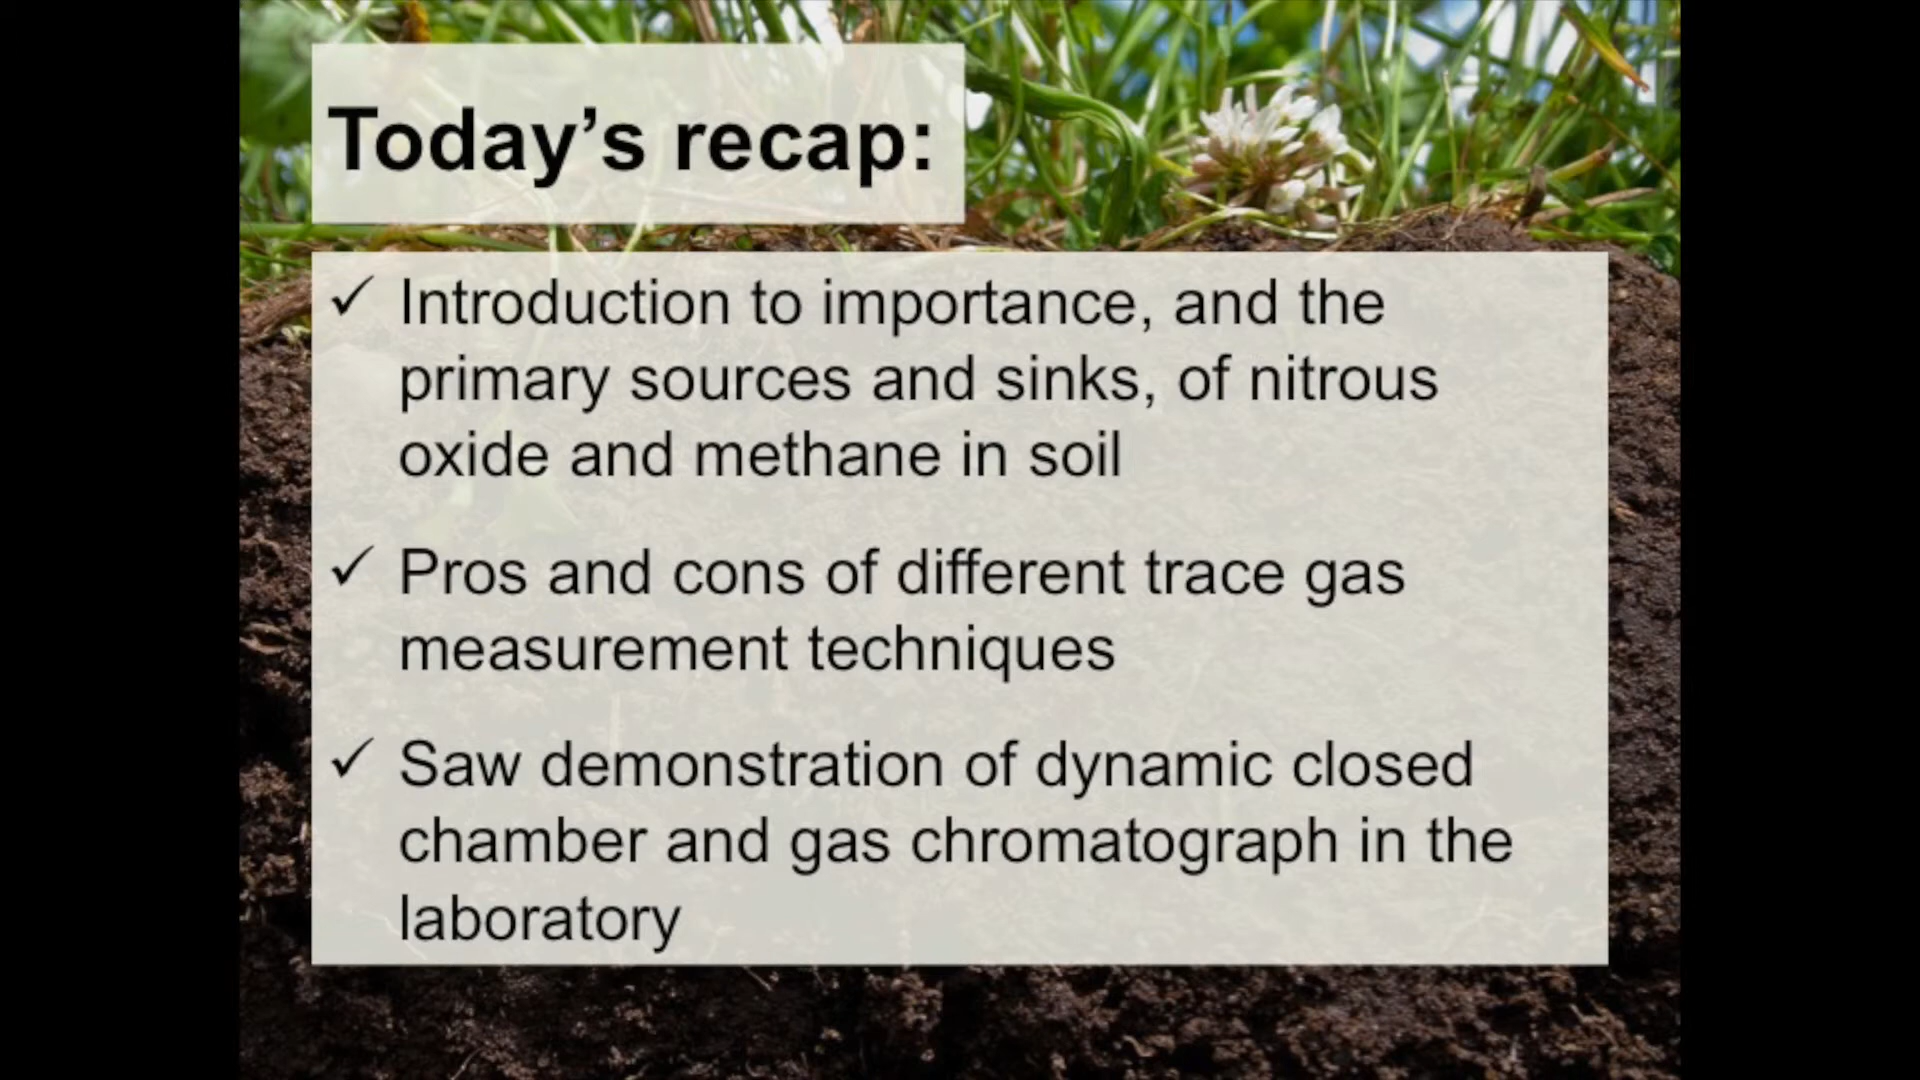 Today’s recap:
✓ Introduction to importance, and the
primary sources and sinks, of nitrous
oxide and methane in soil
✓ Pros and cons of different trace gas
measurement techniques
✓ Saw demonstration of dynamic closed
chamber and gas chromatograph in the
laboratory